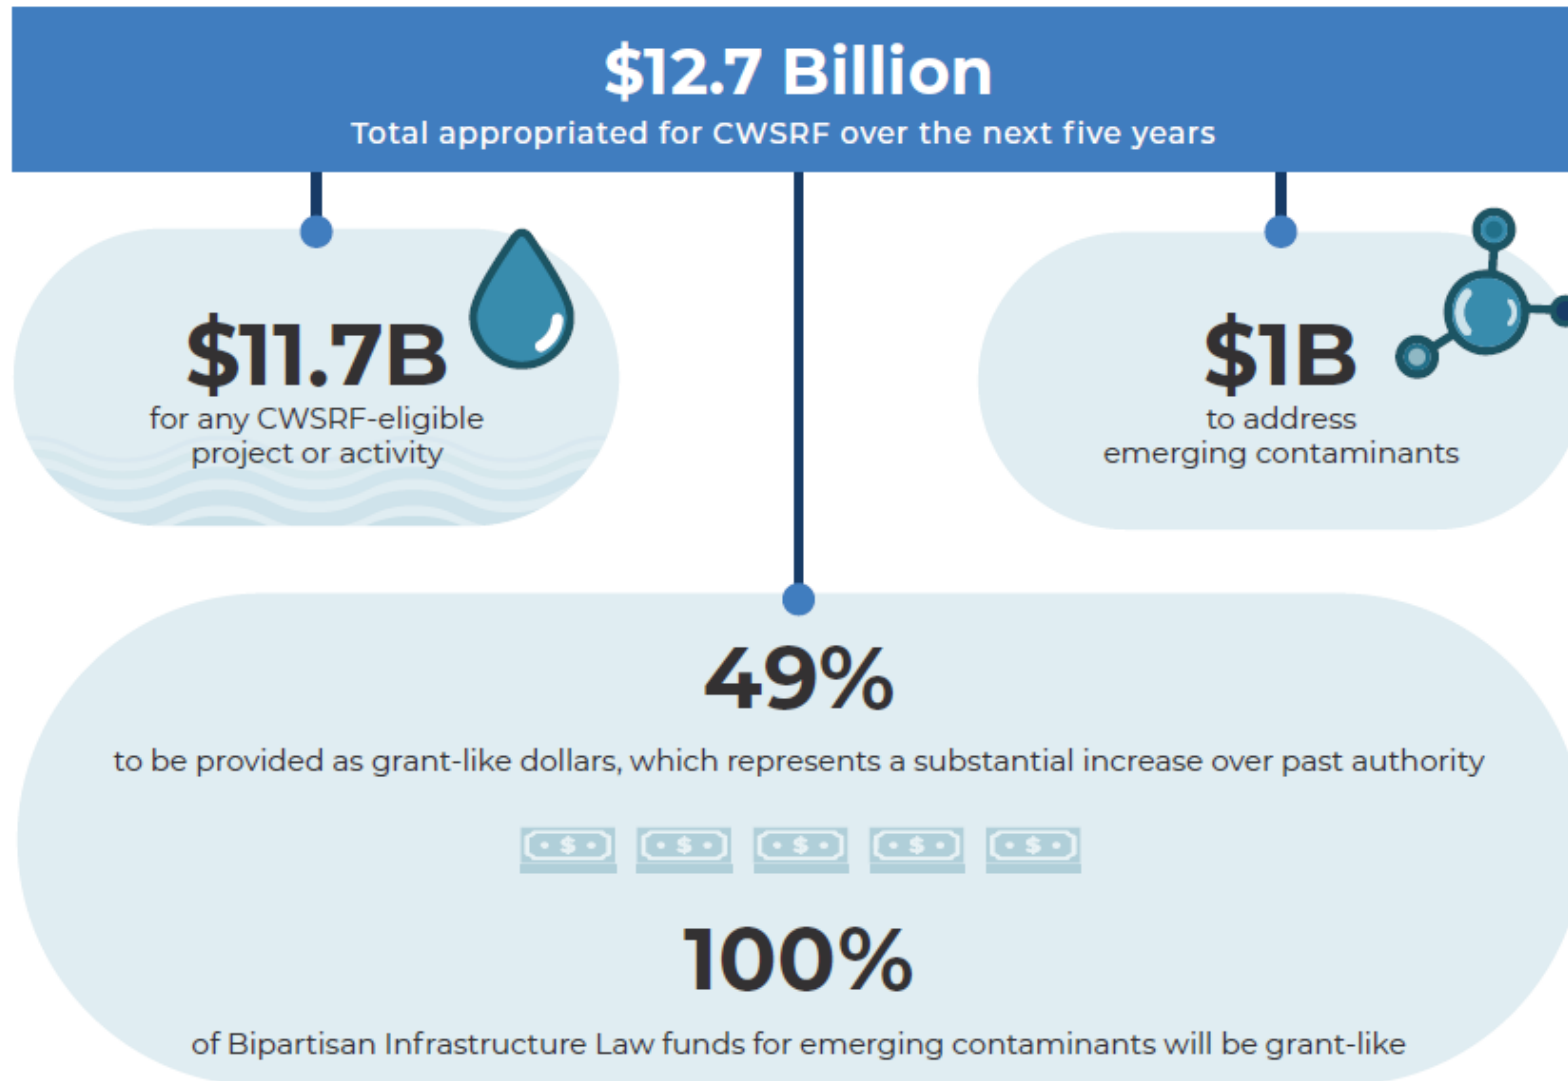 $12.7 Billion
Total appropriated for CWSRF over the next five years
$11.7B
for any CWSRF-eligible
project or activity
$1B
to address
emerging contaminants
49%
to be provided as grant-like dollars, which represents a substantial increase over past authority
$ $ $ $ $
100%
of Bipartisan Infrastructure Law funds for emerging contaminants will be grant-like